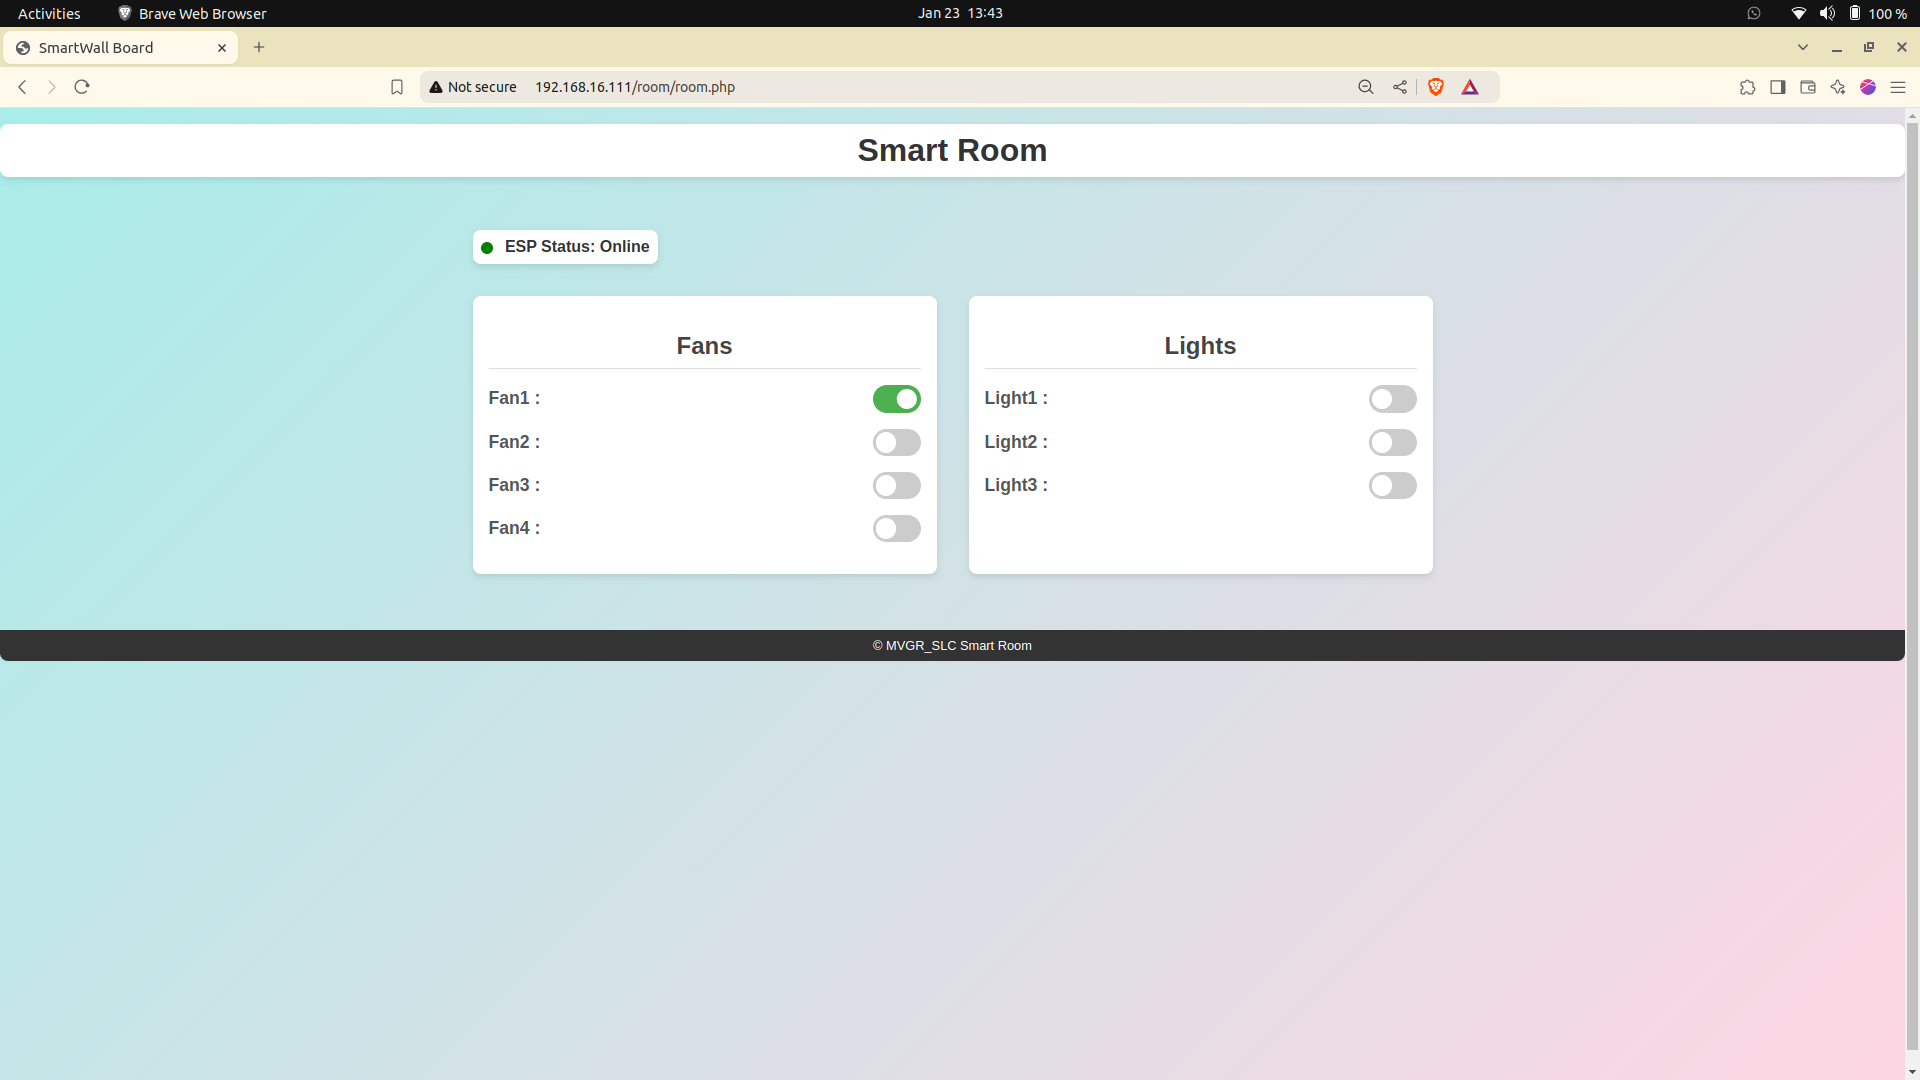 Activities
Brave Web Browser
Jan 23 13:43
100 %
SmartWall Board
Not secure
192.168.16.111/room/room.php
Smart Room
ESP Status: Online
Fans
Fan1 :
Fan2 :
Fan3 :
Fan4 :
Lights
Light1 :
Light2 :
Light3 :
© MVGR_SLC Smart Room